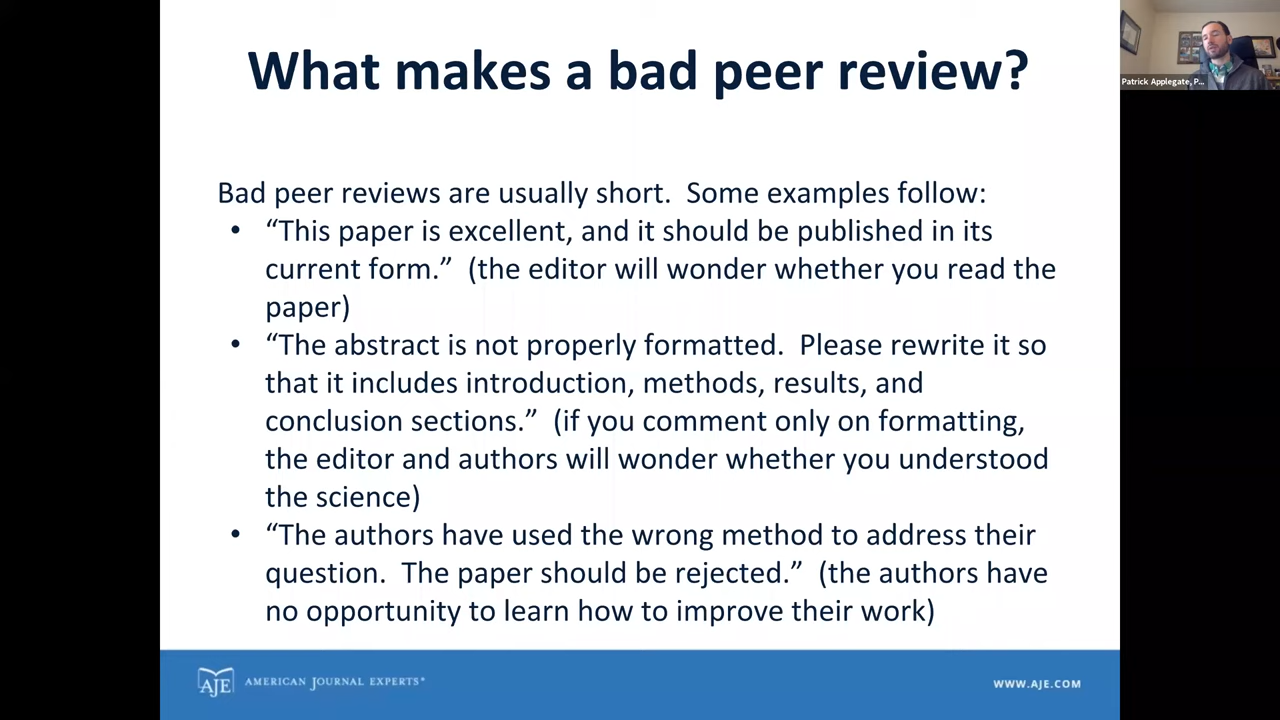 What makes a bad peer review?
Patrick Applegate, P...
Bad peer reviews are usually short.  Some examples follow:
• “This paper is excellent, and it should be published in its
current form.”  (the editor will wonder whether you read the
paper)
• “The abstract is not properly formatted.  Please rewrite it so
that it includes introduction, methods, results, and
conclusion sections.”  (if you comment only on formatting,
the editor and authors will wonder whether you understood
the science)
• “The authors have used the wrong method to address their
question.  The paper should be rejected.”  (the authors have
no opportunity to learn how to improve their work)
AJE AMERICAN JOURNAL EXPERTS®
WWW.AJE.COM